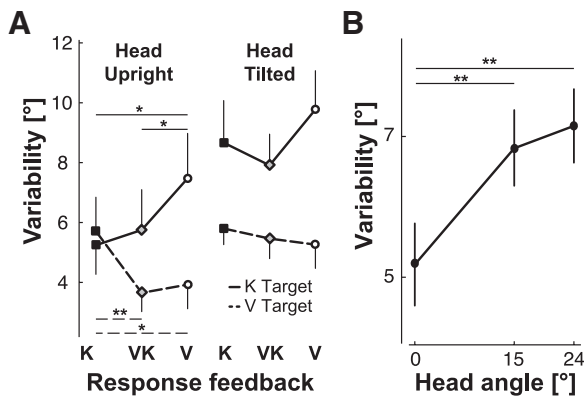 A
B
Variability [°]
12
10
8
6
4
Head
Upright
Head
Tilted
*
*
**
*
K Target
V Target
K
VK
V
K
VK
V
Response feedback
Variability [°]
7
5
**
**
0
15
24
Head angle [°]